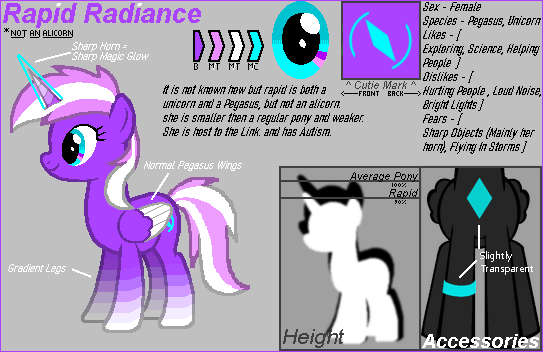 Rapid Radiance
*NOT AN ALICORN
Sharp Horn =
Sharp Magic Glow
B MT MT MC
^ Cutie Mark ^
FRONT BACK
It is not known how but rapid is both a
unicorn and a Pegasus, but not an alicorn.
she is smaller then a regular pony and weaker.
She is host to the Link. and has Autism.
Sex - Female
Species - Pegasus, Unicorn
Likes - [
Exploring, Science, Helping
People ]
Dislikes - [
Hurting People , Loud Noise,
Bright Lights ]
Fears - [
Sharp Objects (Mainly her
horn), Flying In Storms ]
Normal Pegasus Wings
Gradient Legs
Average Pony
100%
Rapid
90%
Height
Slightly
Transparent
Accessories